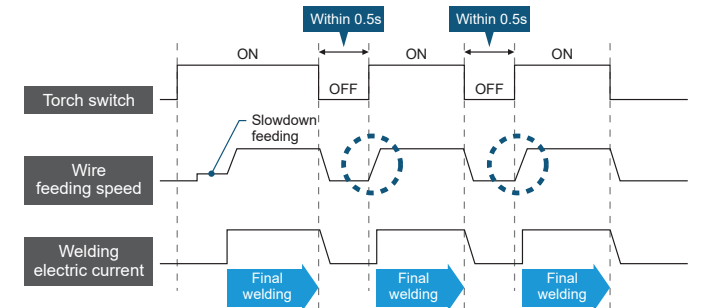 Within 0.5s
Within 0.5s
ON
ON
ON
OFF
OFF
Torch switch
Slowdown
feeding
Wire
feeding speed
Welding
electric current
Final
welding
Final
welding
Final
welding